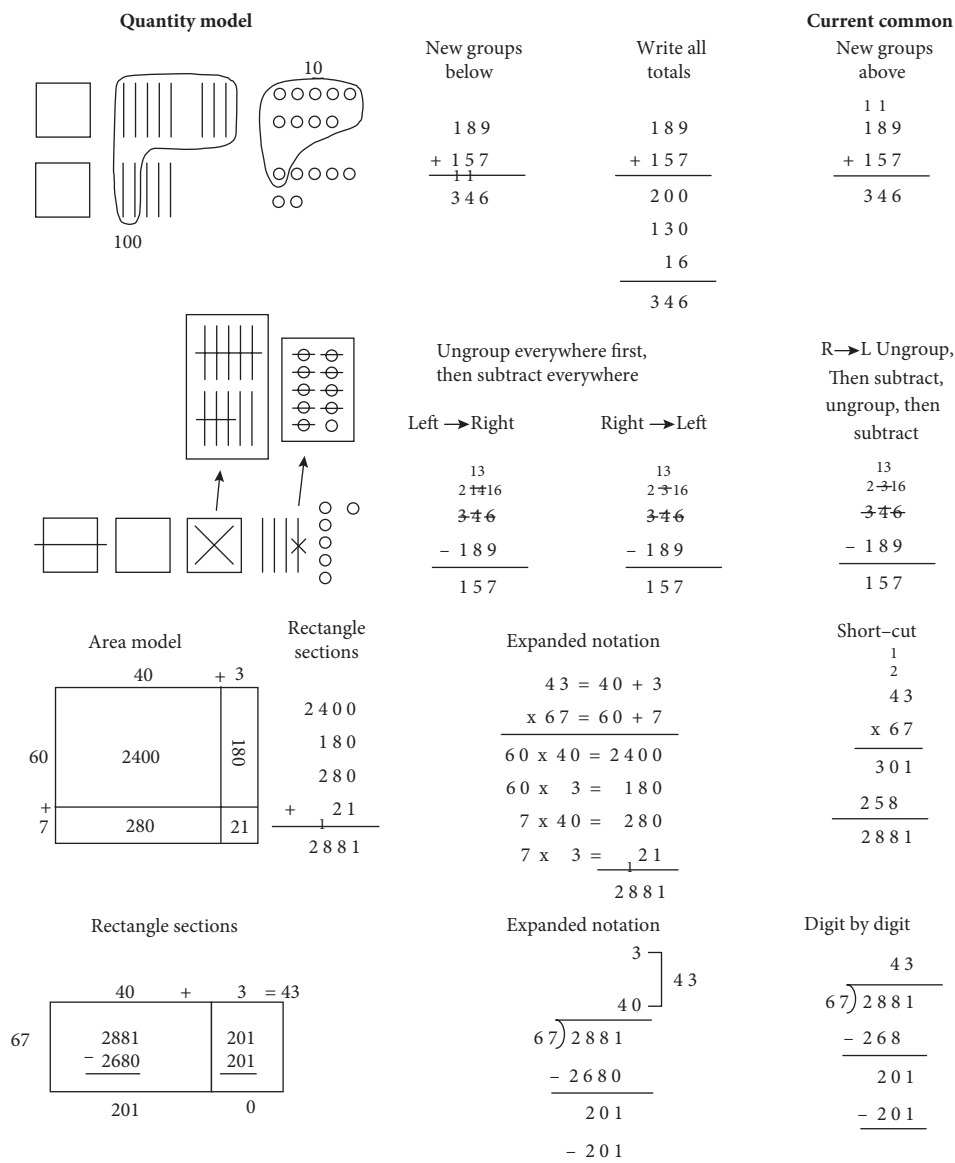 Quantity model
Current common
New groups
below
Write all
totals
New groups
above
10
100
1 8 9
+ 1 5 7
1 1
3 4 6
1 8 9
+ 1 5 7
2 0 0
1 3 0
1 6
3 4 6
1 1
1 8 9
+ 1 5 7
3 4 6
Ungroup everywhere first,
then subtract everywhere
Left → Right
Right → Left
R→L Ungroup,
Then subtract,
ungroup, then
subtract
13
2 14 16
3 4 6
– 1 8 9
1 5 7
13
2 3 16
3 4 6
– 1 8 9
1 5 7
13
2 3 16
3 4 6
– 1 8 9
1 5 7
Area model
40 + 3
60
+
7
2400
180
280
21
Rectangle
sections
2 4 0 0
1 8 0
2 8 0
+ 2 1
1
2 8 8 1
Expanded notation
4 3 = 4 0 + 3
x 6 7 = 6 0 + 7
6 0 x 4 0 = 2 4 0 0
6 0 x 3 = 1 8 0
7 x 4 0 = 2 8 0
7 x 3 = 2 1
1
2 8 8 1
Short–cut
1
2
4 3
x 6 7
3 0 1
2 5 8
2 8 8 1
Rectangle sections
40 + 3 = 43
67
2881
– 2680
201
201
201
0
Expanded notation
3
4 3
4 0
6 7 ) 2 8 8 1
– 2 6 8 0
2 0 1
– 2 0 1
Digit by digit
4 3
6 7 ) 2 8 8 1
– 2 6 8
2 0 1
– 2 0 1